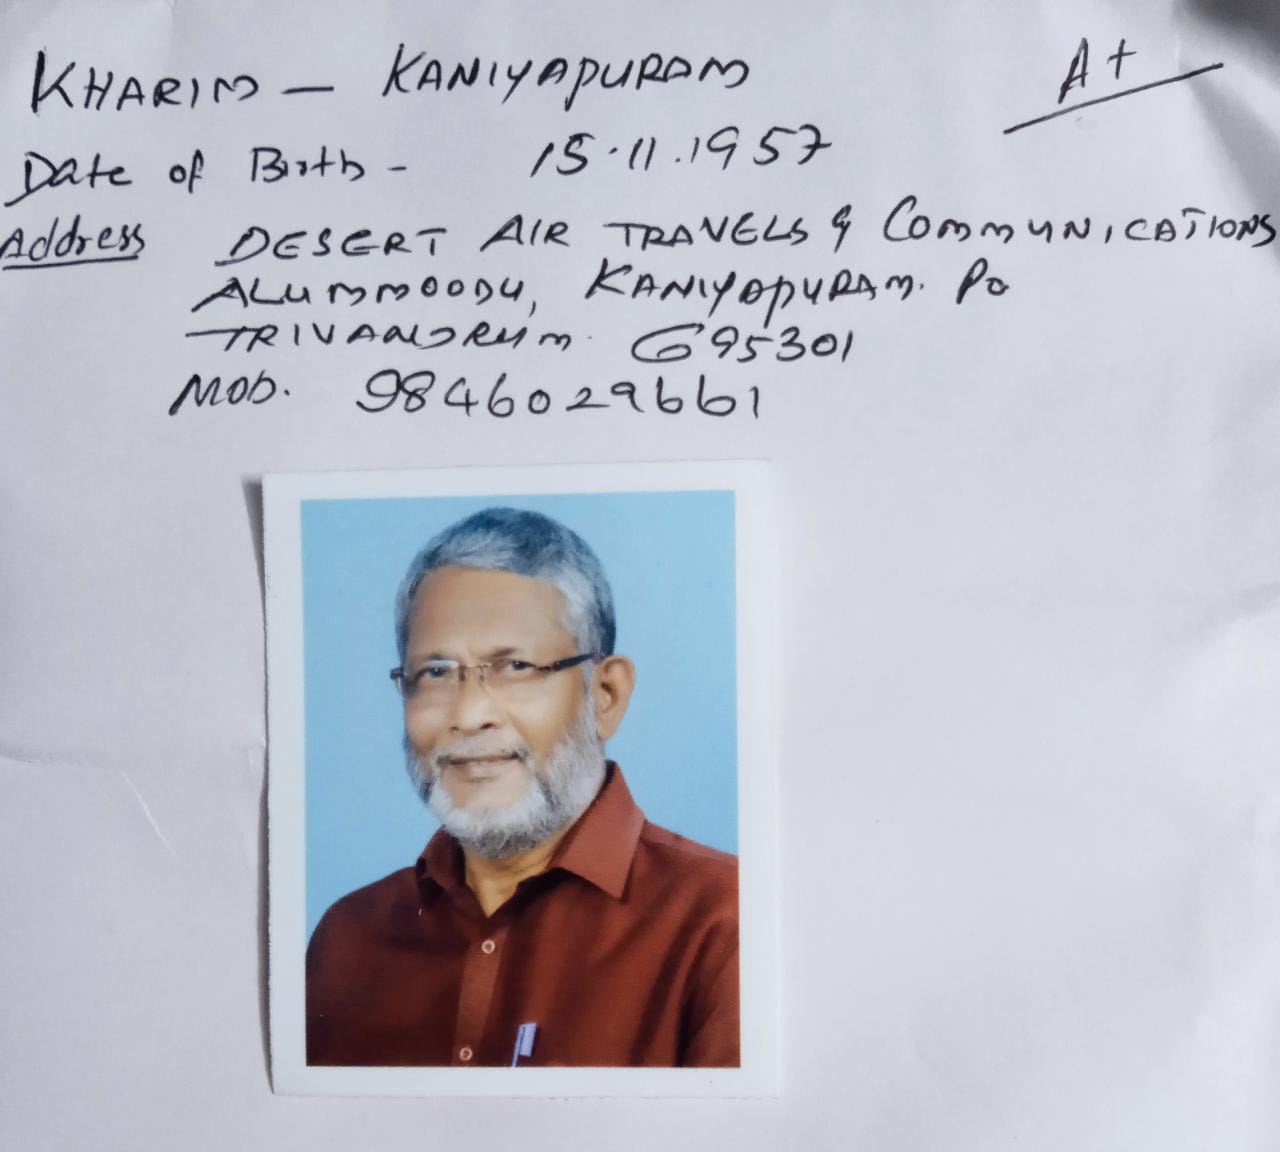 KHARIM - KANIYAPURAM
A+
Date of Birth - 15.11.1957
Address DESERT AIR TRAVELS & COMMUNICATIONS
ALUMMOODU, KANIYAPURAM. PO
TRIVANDRUM. 695301
MOB. 9846029661